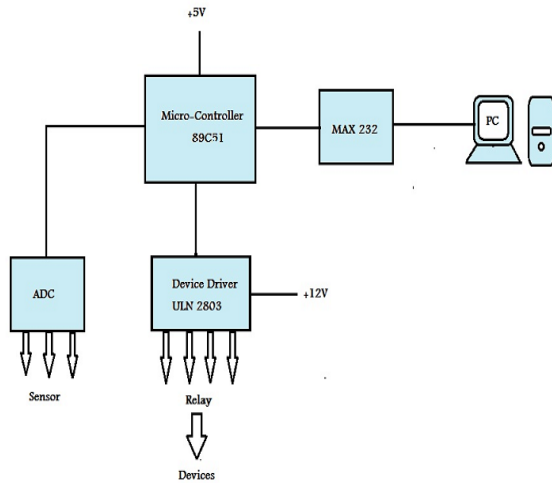 +5V
Micro-Controller
89C51
MAX 232
PC
ADC
Device Driver
ULN 2803
+12V
Sensor
Relay
Devices